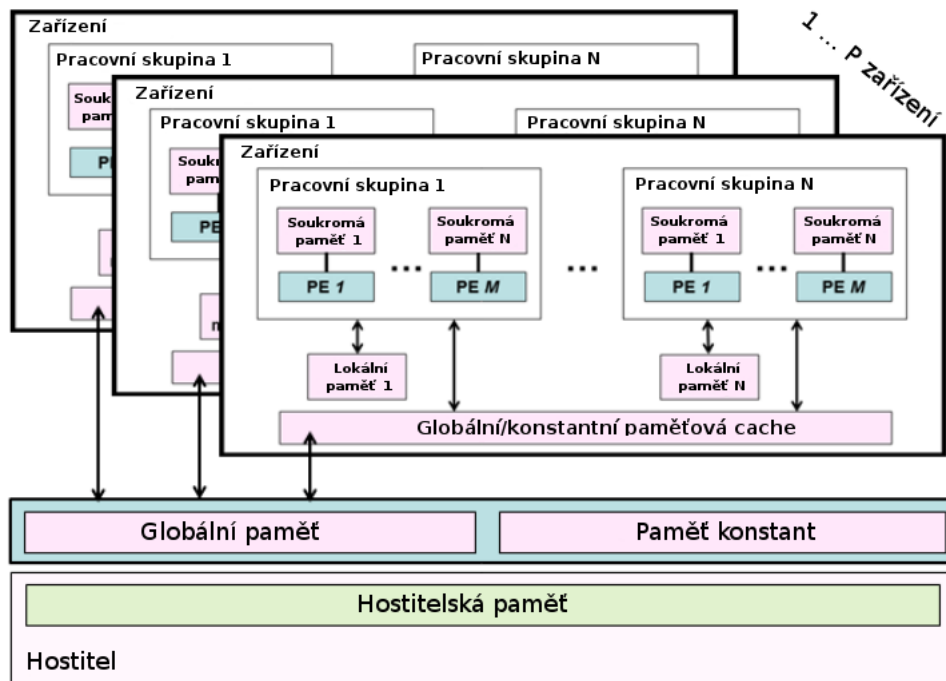 1 ... P zařízení
Zařízení
Pracovní skupina 1
Pracovní skupina N
Zařízení
Pracovní skupina 1
Pracovní skupina N
Zařízení
Pracovní skupina 1
Pracovní skupina N
Soukromá
paměť 1
Soukromá
paměť N
Soukromá
paměť 1
Soukromá
paměť N
PE 1
...
PE M
...
PE 1
...
PE M
Lokální
paměť 1
Lokální
paměť N
Globální/konstantní paměťová cache
Globální paměť
Paměť konstant
Hostitelská paměť
Hostitel